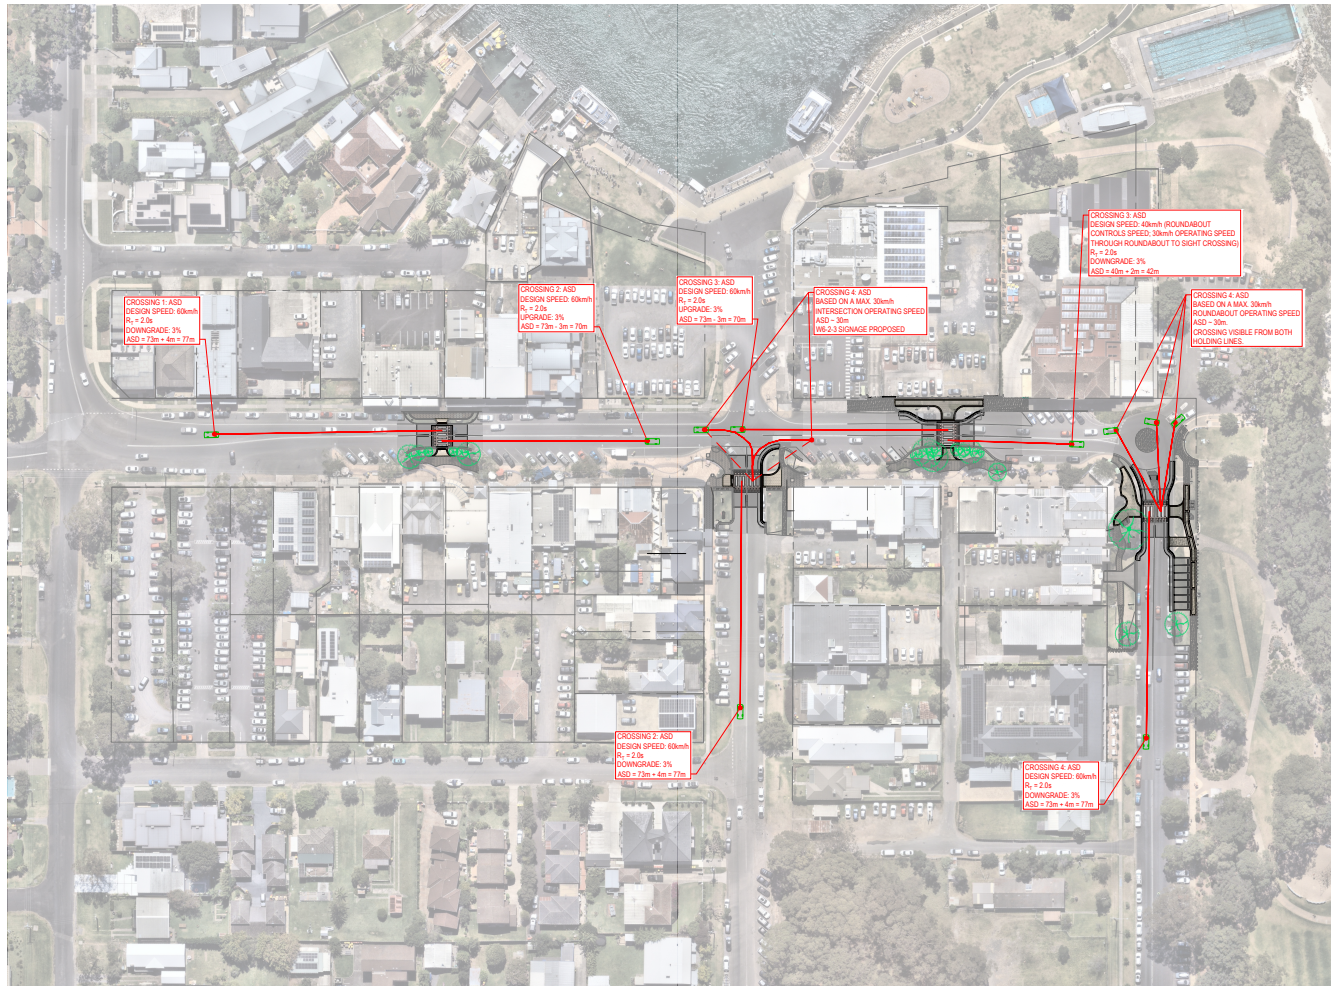 CROSSING 3: ASD
DESIGN SPEED: 40km/h (ROUNDABOUT
CONTROLS SPEED; 30km/h OPERATING SPEED
THROUGH ROUNDABOUT TO SIGHT CROSSING)
R_T = 2.0s
DOWNGRADE: 3%
ASD = 40m + 2m = 42m
CROSSING 1: ASD
DESIGN SPEED: 60km/h
R_T = 2.0s
DOWNGRADE: 3%
ASD = 73m + 4m = 77m
CROSSING 2: ASD
DESIGN SPEED: 60km/h
R_T = 2.0s
UPGRADE: 3%
ASD = 73m - 3m = 70m
CROSSING 3: ASD
DESIGN SPEED: 60km/h
R_T = 2.0s
UPGRADE: 3%
ASD = 73m - 3m = 70m
CROSSING 4: ASD
BASED ON A MAX. 30km/h
INTERSECTION OPERATING SPEED
ASD ~ 30m
W6-2-3 SIGNAGE PROPOSED
CROSSING 4: ASD
BASED ON A MAX. 30km/h
ROUNDABOUT OPERATING SPEED
ASD ~ 30m.
CROSSING VISIBLE FROM BOTH
HOLDING LINES.
CROSSING 2: ASD
DESIGN SPEED: 60km/h
R_T = 2.0s
DOWNGRADE: 3%
ASD = 73m + 4m = 77m
CROSSING 4: ASD
DESIGN SPEED: 60km/h
R_T = 2.0s
DOWNGRADE: 3%
ASD = 73m + 4m = 77m